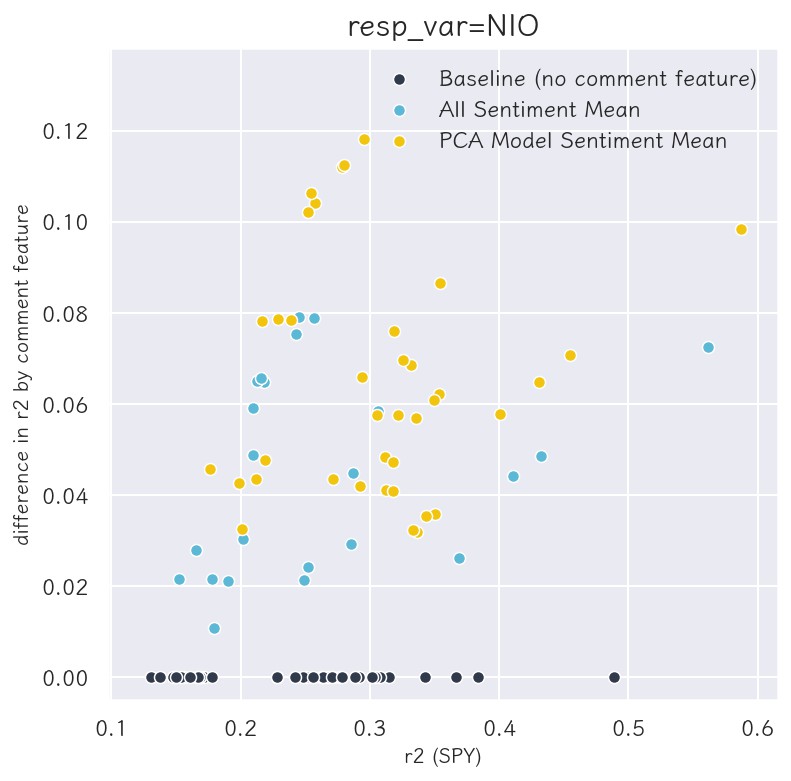 resp_var=NIO
Baseline (no comment feature)
All Sentiment Mean
PCA Model Sentiment Mean
difference in r2 by comment feature
0.12
0.10
0.08
0.06
0.04
0.02
0.00
0.1 0.2 0.3 0.4 0.5 0.6
r2 (SPY)